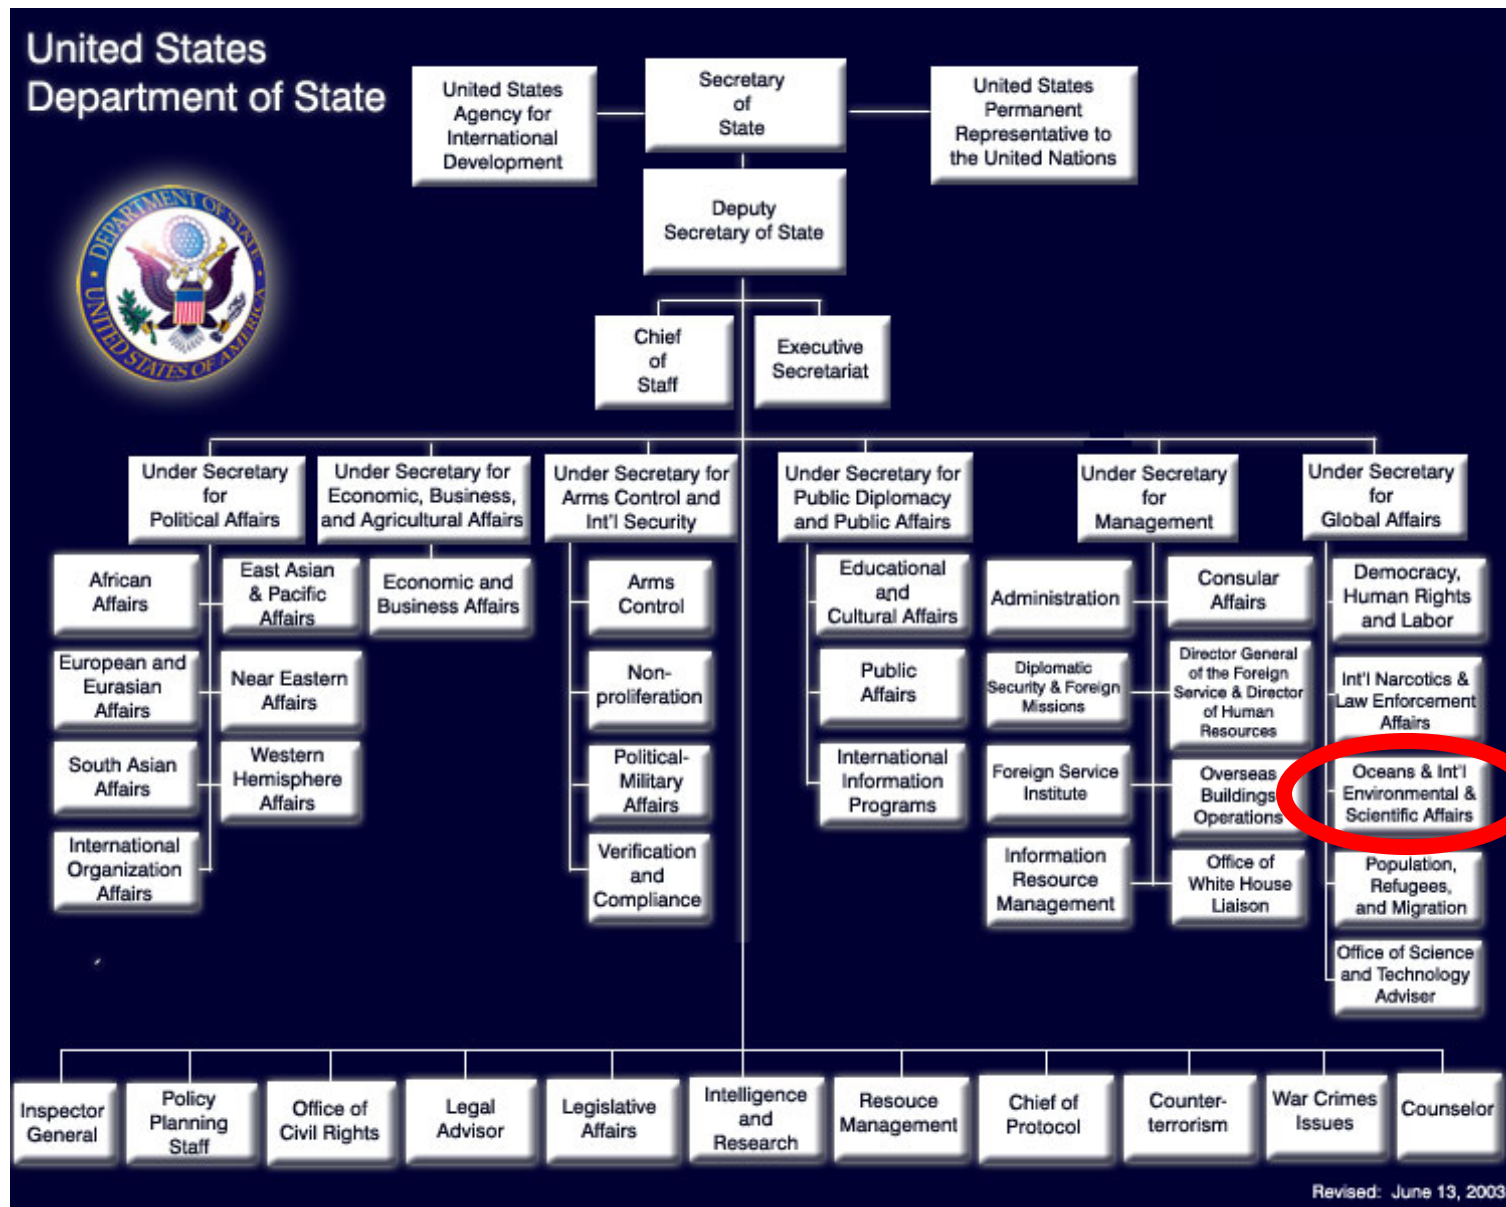 United States
Department of State
United States
Agency for
International
Development
Secretary
of
State
United States
Permanent
Representative to
the United Nations
DEPARTMENT OF STATE
UNITED STATES OF AMERICA
Deputy
Secretary of State
Chief
of
Staff
Executive
Secretariat
Under Secretary
for
Political Affairs
Under Secretary for
Economic, Business,
and Agricultural Affairs
Under Secretary for
Arms Control and
Int'l Security
Under Secretary for
Public Diplomacy
and Public Affairs
Under Secretary
for
Management
Under Secretary
for
Global Affairs
African
Affairs
East Asian
& Pacific
Affairs
European and
Eurasian
Affairs
Near Eastern
Affairs
South Asian
Affairs
Western
Hemisphere
Affairs
International
Organization
Affairs
Economic and
Business Affairs
Arms
Control
Non-
proliferation
Political-
Military
Affairs
Verification
and
Compliance
Educational
and
Cultural Affairs
Public
Affairs
International
Information
Programs
Administration
Consular
Affairs
Diplomatic
Security & Foreign
Missions
Director General
of the Foreign
Service & Director
of Human
Resources
Foreign Service
Institute
Overseas
Buildings
Operations
Information
Resource
Management
Office of
White House
Liaison
Democracy,
Human Rights
and Labor
Int'l Narcotics &
Law Enforcement
Affairs
Oceans & Int'l
Environmental &
Scientific Affairs
Population,
Refugees,
and Migration
Office of Science
and Technology
Adviser
Inspector
General
Policy
Planning
Staff
Office of
Civil Rights
Legal
Advisor
Legislative
Affairs
Intelligence
and
Research
Resouce
Management
Chief of
Protocol
Counter-
terrorism
War Crimes
Issues
Counselor
Revised: June 13, 2003